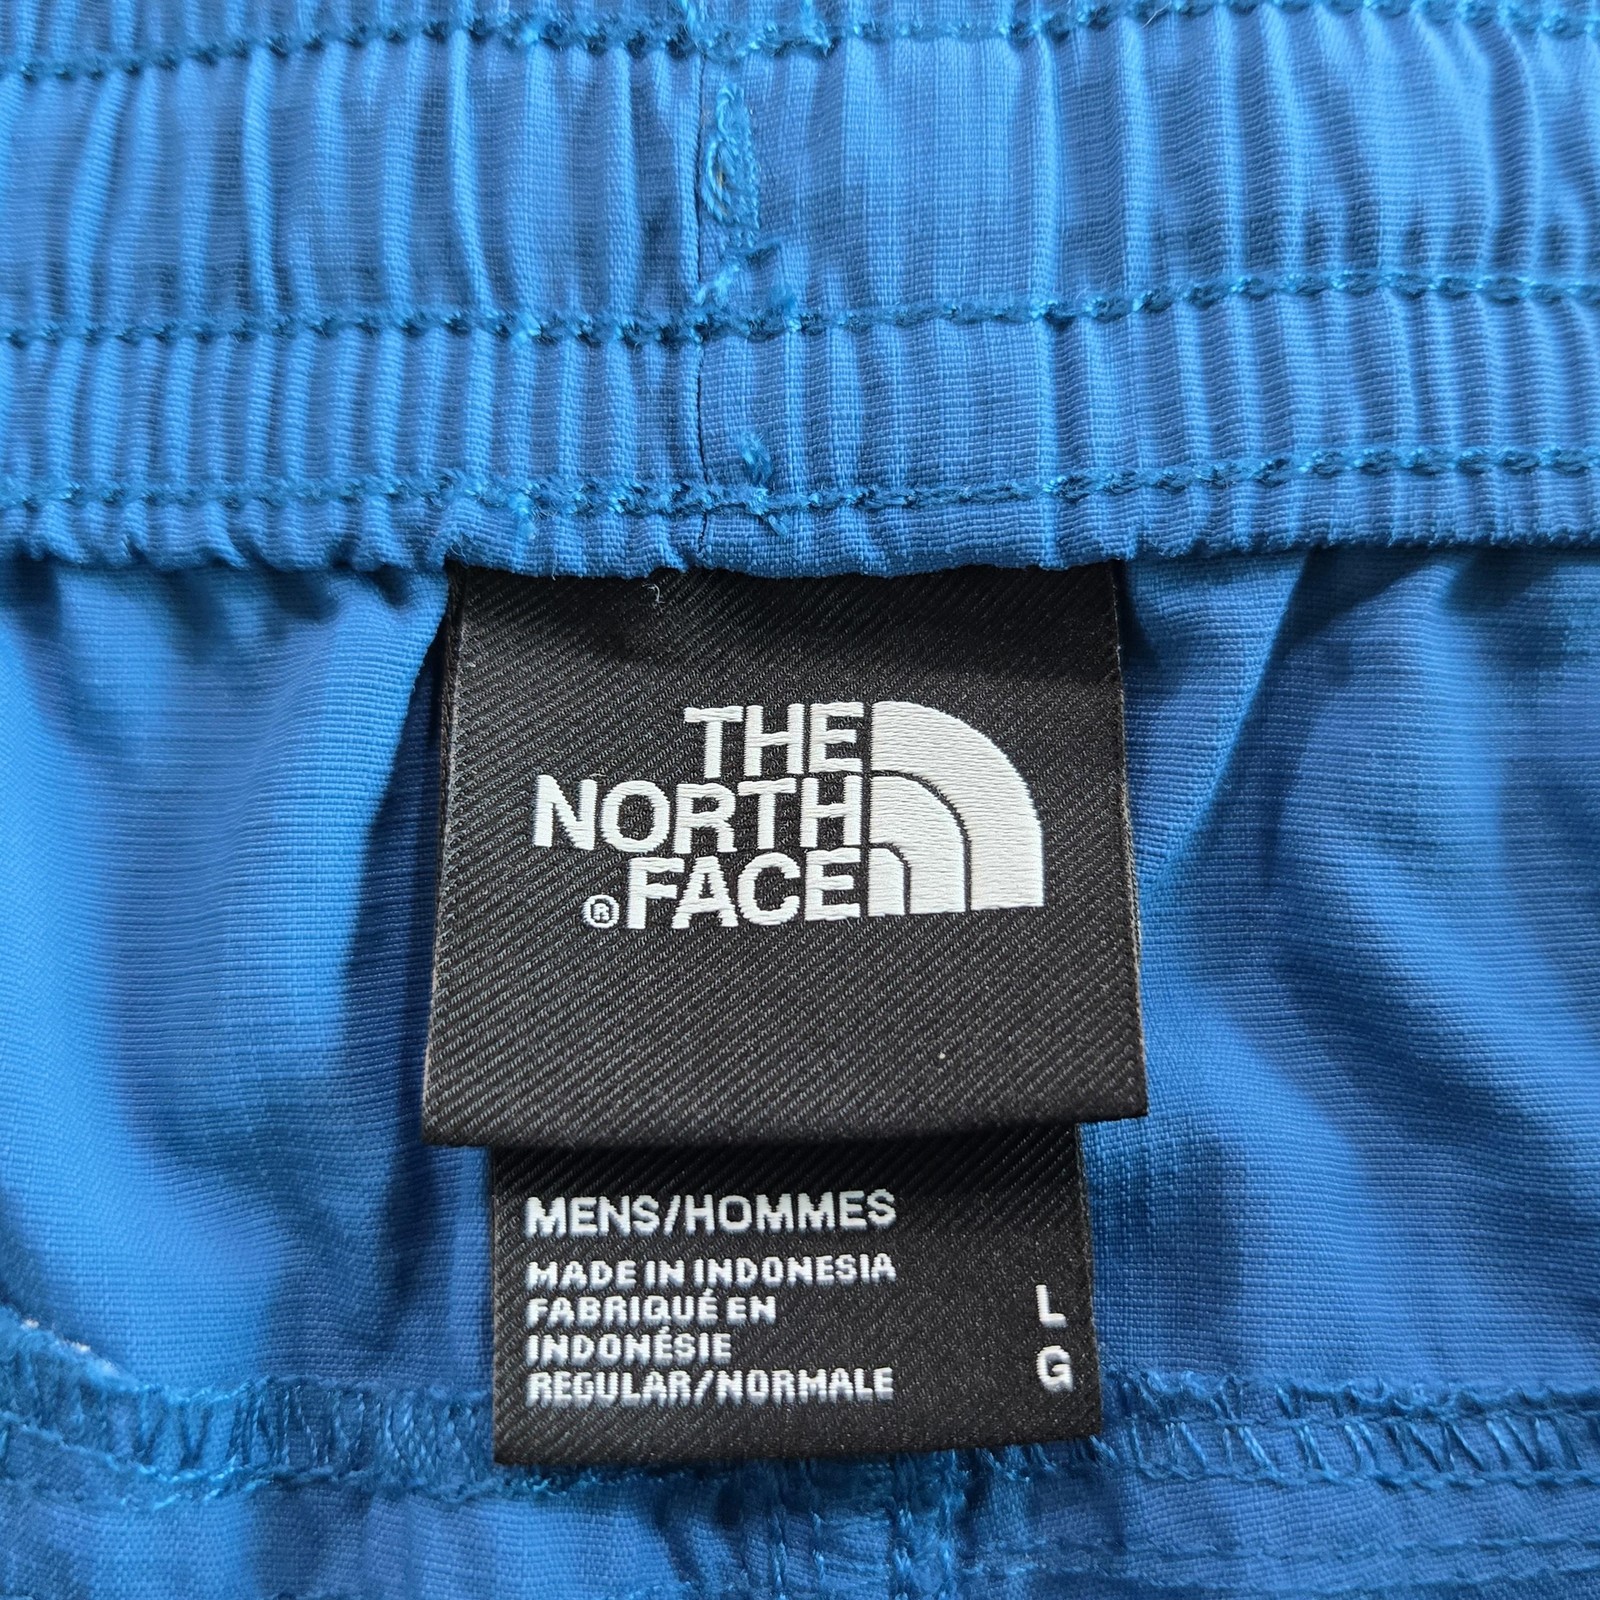 THE
NORTH
®FACE
MENS/HOMMES
MADE IN INDONESIA
FABRIQUÉ EN
INDONÉSIE
REGULAR/NORMALE
L
G